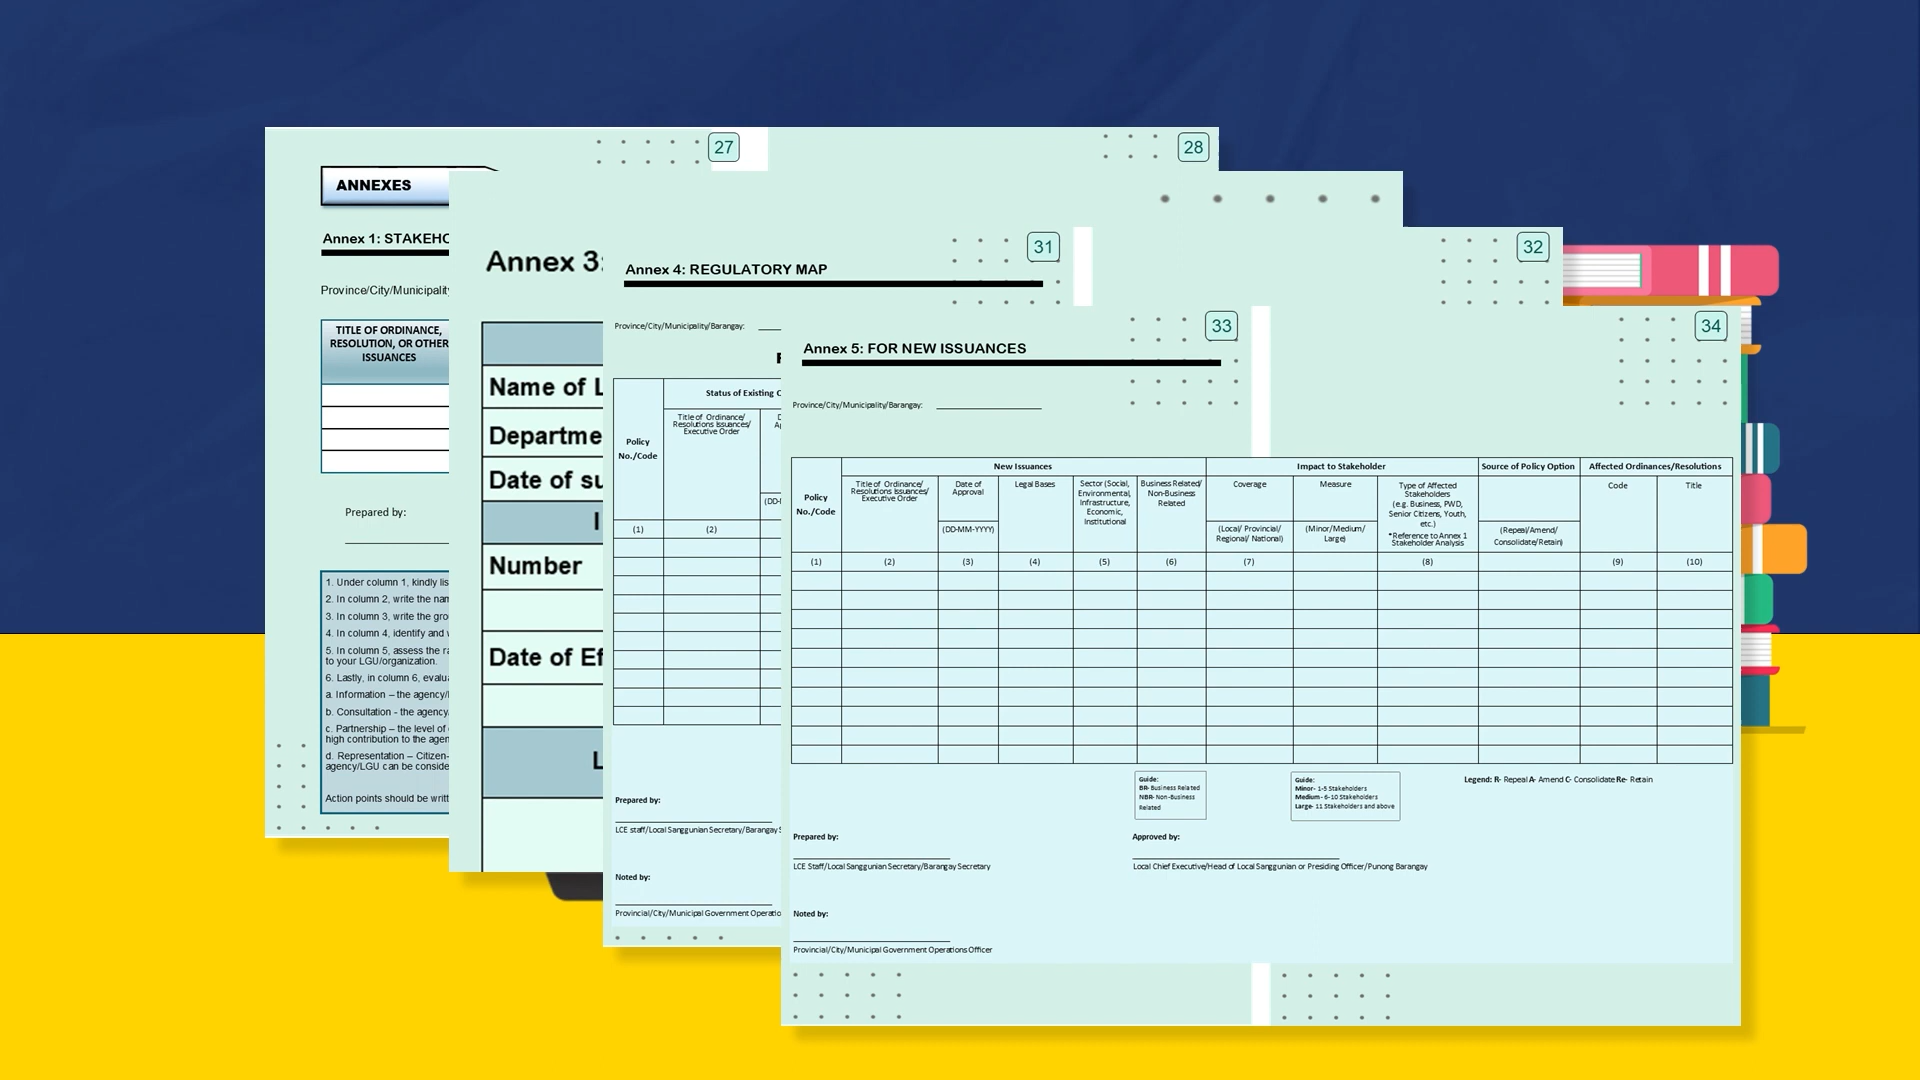 27
28
ANNEXES
Annex 1:
Province/City/Municipality
TITLE OF ORDINANCE,
RESOLUTION, OR OTHER
ISSUANCES
Prepared by:
1. Under column 1, kindly
2. In column 2, write the
3. In column 3, write the
4. In column 4, identify and
5. In column 5, assess the
to your LGU/organization.
6. Lastly, in column 6,
a. Information – the
b. Consultation - the agency
c. Partnership – the level of
high contribution to the
d. Representation – Citizen-
agency/LGU can be
Action points should be
Annex 3:
Name of
Date of
Number
Date of
31
32
Annex 4: REGULATORY MAP
Province/City/Municipality/Barangay:
Status of Existing
Policy
No./Code
Title of Ordinance/
Resolutions Issuances/
Executive Order
(1)
(2)
Prepared by:
LCE staff/Local Sanggunian Secretary/Barangay
Noted by:
Provincial/City/Municipal Government
33
34
Annex 5: FOR NEW ISSUANCES
Province/City/Municipality/Barangay:
Policy
No./Code
New Issuances
Impact to Stakeholder
Source of Policy Option
Affected Ordinances/Resolutions
Title of Ordinance/
Resolutions Issuances/
Executive Order
Date of
Approval
(DD-MM-YYYY)
Legal Bases
Sector (Social,
Environmental,
Infrastructure,
Economic,
Institutional
Business Related/
Non-Business
Related
Coverage
(Local/ Provincial/
Regional/ National)
Measure
(Minor/Medium/
Large)
Type of Affected
Stakeholders
(e.g. Business, PWD,
Senior Citizens, Youth,
etc.)
*Reference to Annex 1
Stakeholder Analysis
(Repeal/Amend/
Consolidate/Retain)
Code
Title
(1) (2) (3) (4) (5) (6) (7) (8) (9) (10)
Guide:
BR- Business Related
NBR- Non-Business
Related
Guide:
Minor- 1-5 Stakeholders
Medium - 6-10 Stakeholders
Large- 11 Stakeholders and above
Legend: R- Repeal A- Amend C- Consolidate Re- Retain
Prepared by:
LCE Staff/Local Sanggunian Secretary/Barangay Secretary
Approved by:
Local Chief Executive/Head of Local Sanggunian or Presiding Officer/Punong Barangay
Noted by:
Provincial/City/Municipal Government Operations Officer